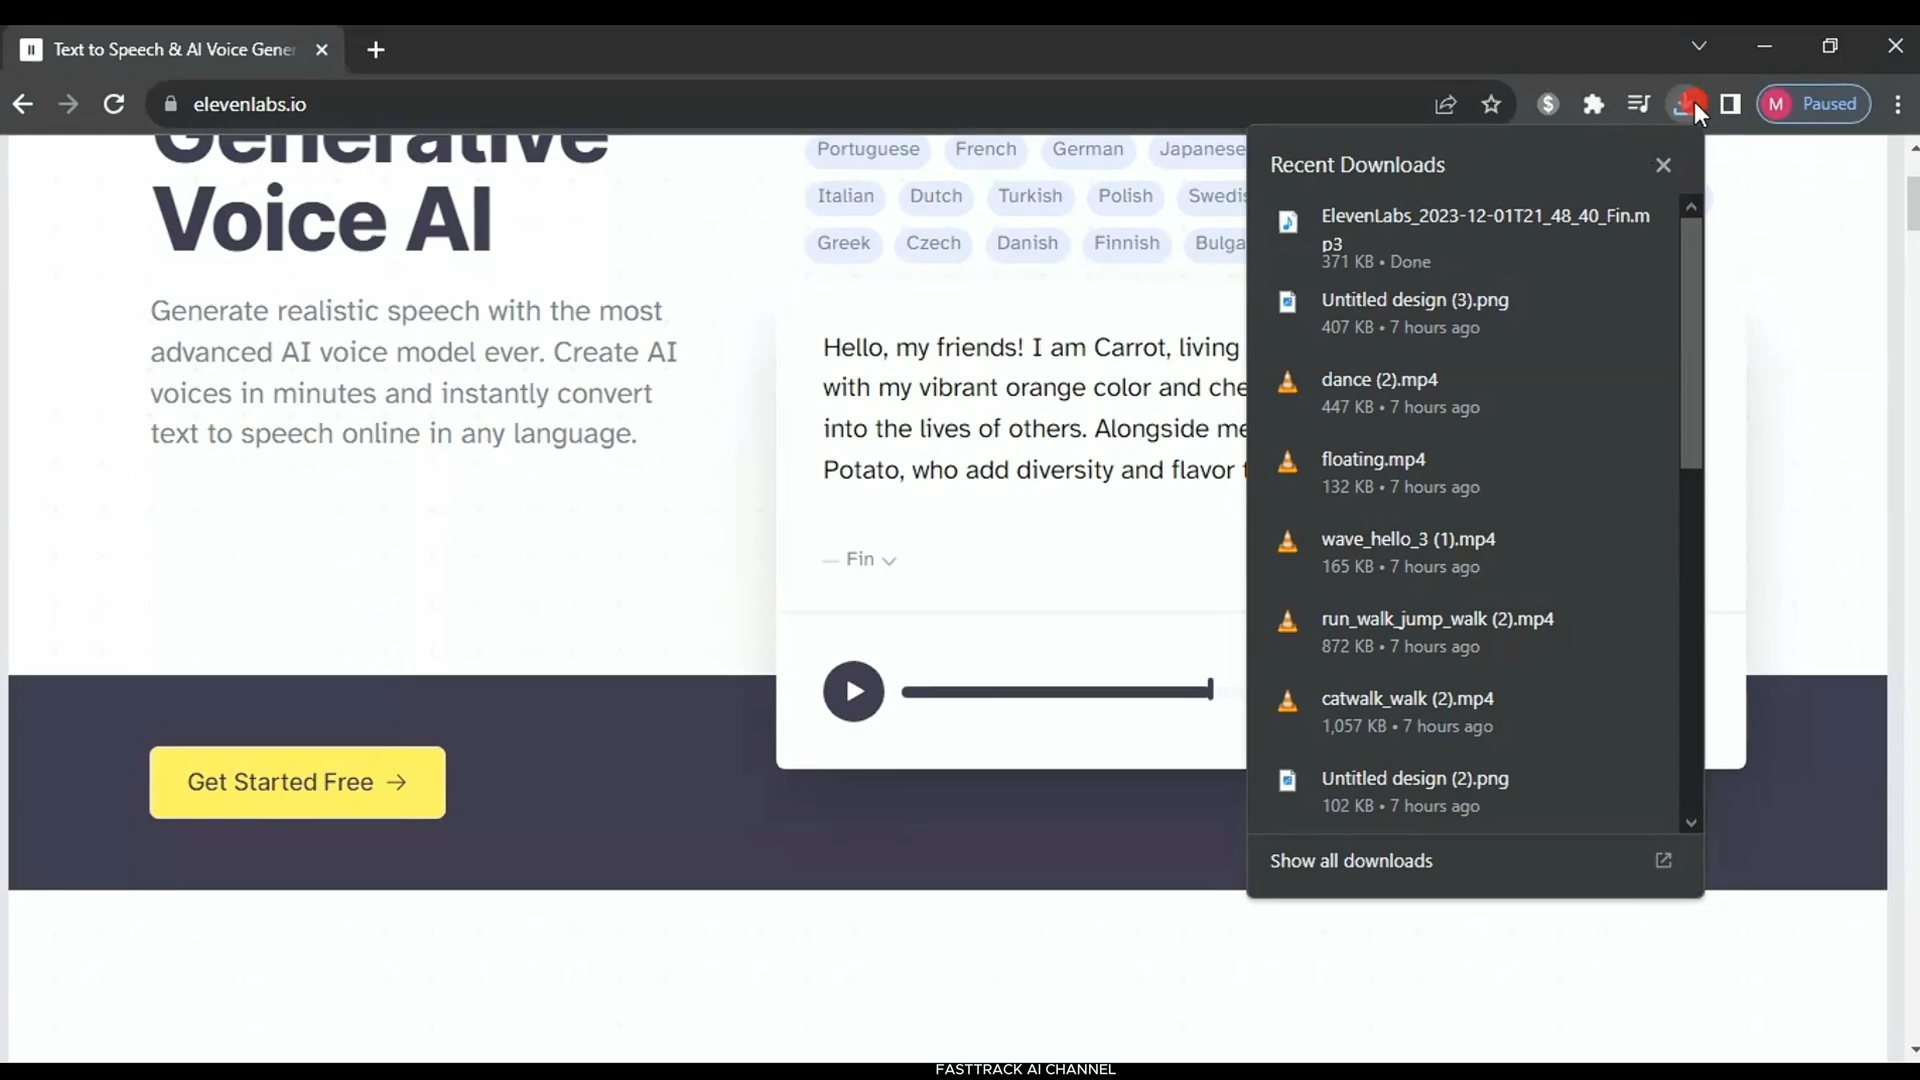 Text to Speech & AI Voice Gene
elevenlabs.io
M Paused
Generative
Voice AI
Generate realistic speech with the most
advanced AI voice model ever. Create AI
voices in minutes and instantly convert
text to speech online in any language.
Get Started Free →
Portuguese French German Japanese
Italian Dutch Turkish Polish Swedis
Greek Czech Danish Finnish Bulga
Hello, my friends! I am Carrot, living
with my vibrant orange color and che
into the lives of others. Alongside me
Potato, who add diversity and flavor
— Fin
Recent Downloads
ElevenLabs_2023-12-01T21_48_40_Fin.m
p3
371 KB • Done
Untitled design (3).png
407 KB • 7 hours ago
dance (2).mp4
447 KB • 7 hours ago
floating.mp4
132 KB • 7 hours ago
wave_hello_3 (1).mp4
165 KB • 7 hours ago
run_walk_jump_walk (2).mp4
872 KB • 7 hours ago
catwalk_walk (2).mp4
1,057 KB • 7 hours ago
Untitled design (2).png
102 KB • 7 hours ago
Show all downloads
FASTTRACK AI CHANNEL